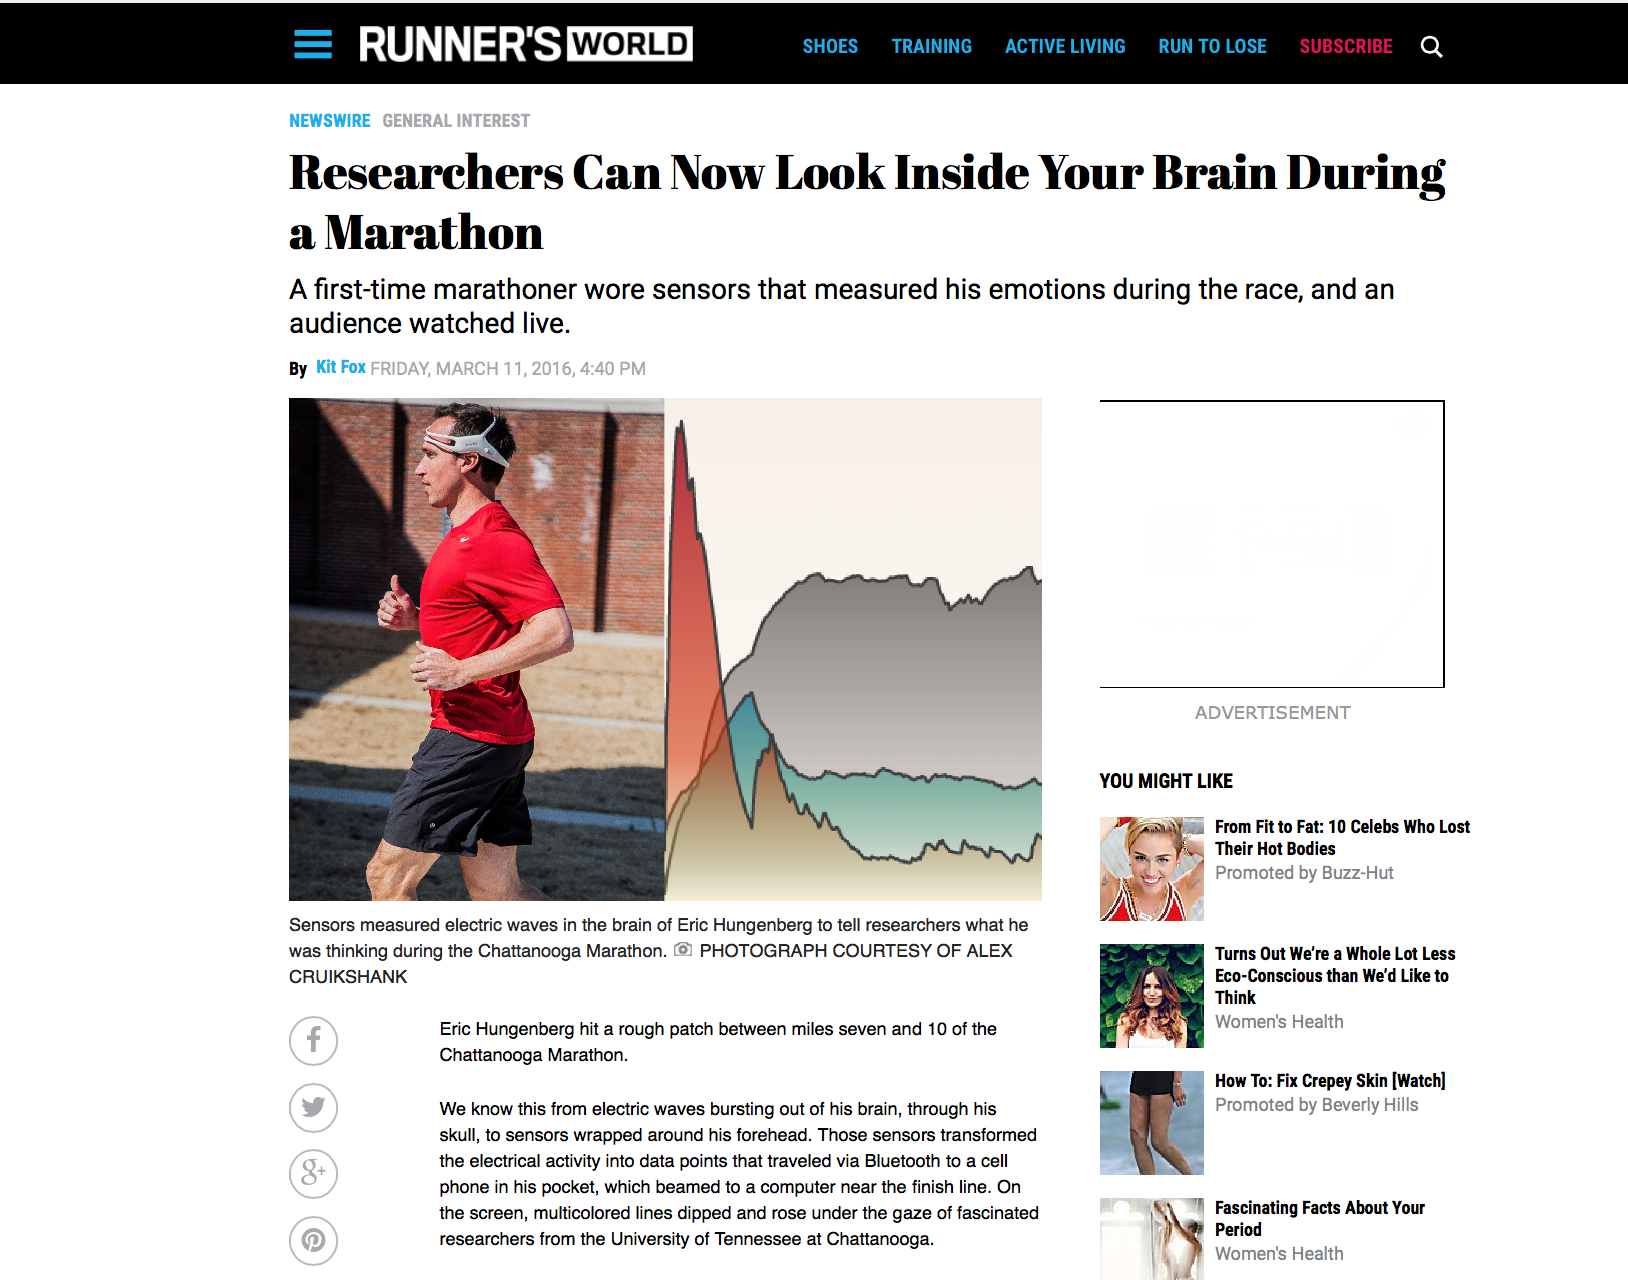 RUNNER'S WORLD
SHOES TRAINING ACTIVE LIVING RUN TO LOSE SUBSCRIBE
NEWSWIRE GENERAL INTEREST
Researchers Can Now Look Inside Your Brain During
a Marathon
A first-time marathoner wore sensors that measured his emotions during the race, and an
audience watched live.
By Kit Fox FRIDAY, MARCH 11, 2016, 4:40 PM
Sensors measured electric waves in the brain of Eric Hungenberg to tell researchers what he
was thinking during the Chattanooga Marathon. PHOTOGRAPH COURTESY OF ALEX
CRUIKSHANK
Eric Hungenberg hit a rough patch between miles seven and 10 of the
Chattanooga Marathon.
We know this from electric waves bursting out of his brain, through his
skull, to sensors wrapped around his forehead. Those sensors transformed
the electrical activity into data points that traveled via Bluetooth to a cell
phone in his pocket, which beamed to a computer near the finish line. On
the screen, multicolored lines dipped and rose under the gaze of fascinated
researchers from the University of Tennessee at Chattanooga.
ADVERTISEMENT
YOU MIGHT LIKE
From Fit to Fat: 10 Celebs Who Lost
Their Hot Bodies
Promoted by Buzz-Hut
Turns Out We're a Whole Lot Less
Eco-Conscious than We'd Like to
Think
Women's Health
How To: Fix Crepey Skin [Watch]
Promoted by Beverly Hills
Fascinating Facts About Your
Period
Women's Health